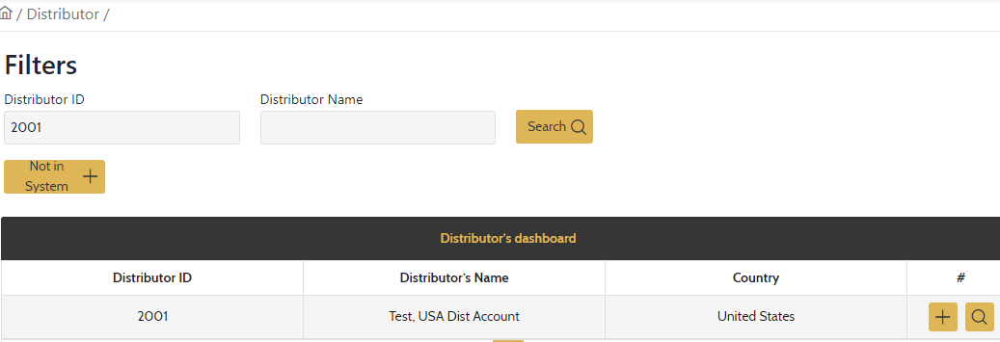 / Distributor /
Filters
Distributor ID
Distributor Name
2001
Search
Not in
System
Distributor's dashboard
Distributor ID
Distributor's Name
Country
#
2001
Test, USA Dist Account
United States